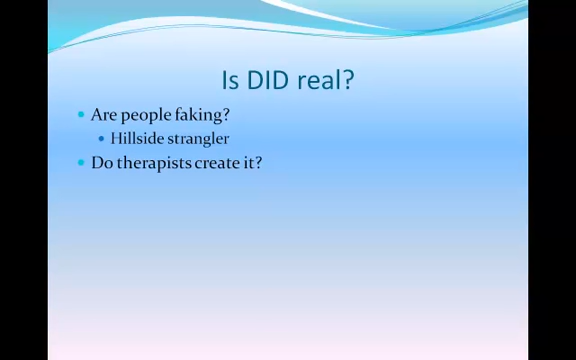 Is DID real?
Are people faking?
Hillside strangler
Do therapists create it?